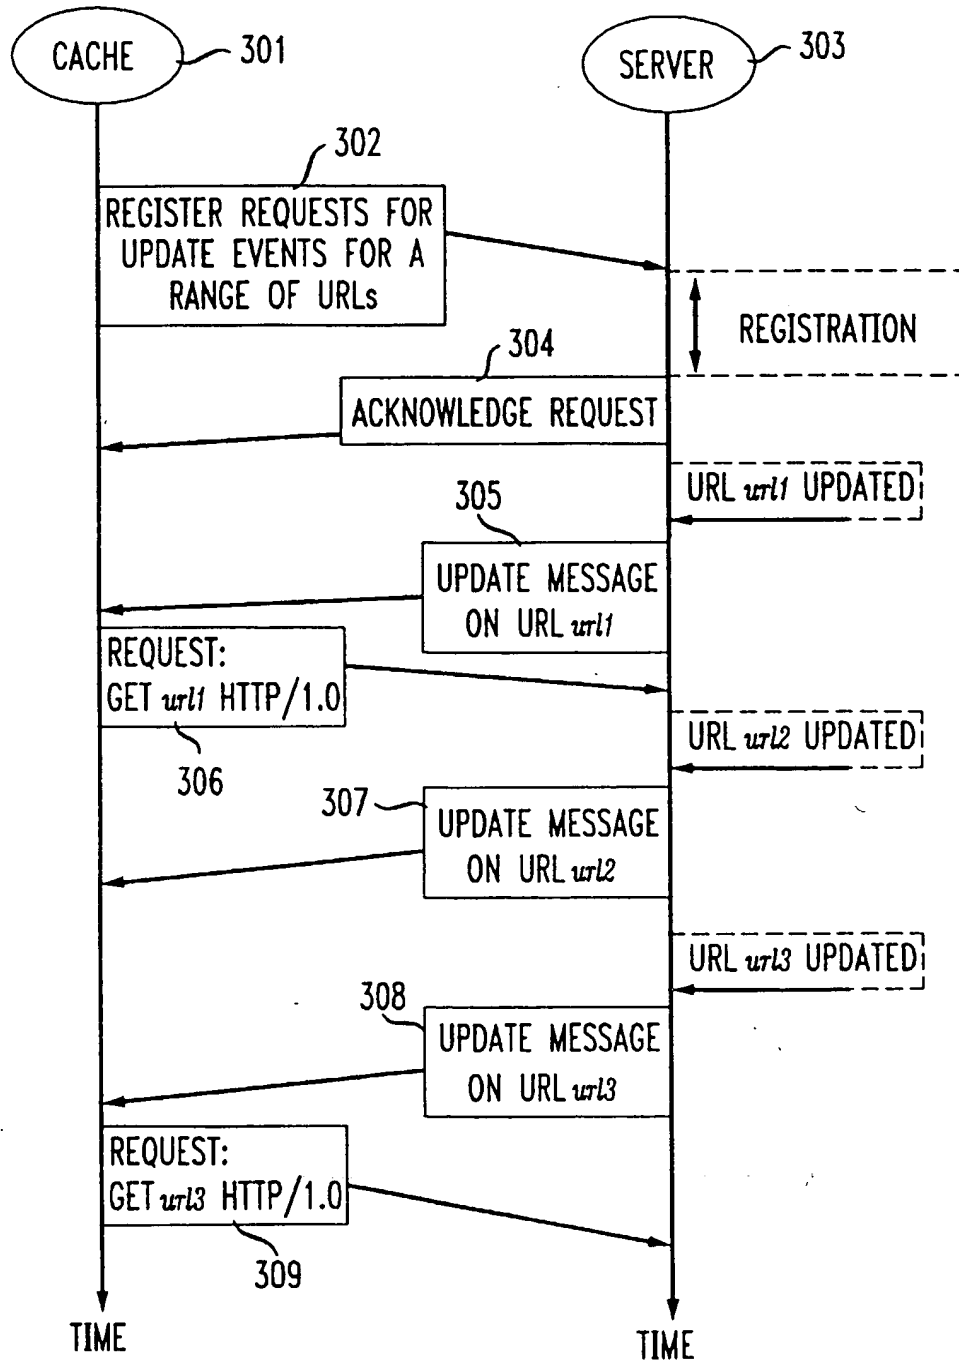 CACHE
301
SERVER
303
302
REGISTER REQUESTS FOR
UPDATE EVENTS FOR A
RANGE OF URLs
REGISTRATION
304
ACKNOWLEDGE REQUEST
URL url1 UPDATED
305
UPDATE MESSAGE
ON URL url1
REQUEST:
GET url1 HTTP/1.0
306
URL url2 UPDATED
307
UPDATE MESSAGE
ON URL url2
URL url3 UPDATED
308
UPDATE MESSAGE
ON URL url3
REQUEST:
GET url3 HTTP/1.0
309
TIME
TIME